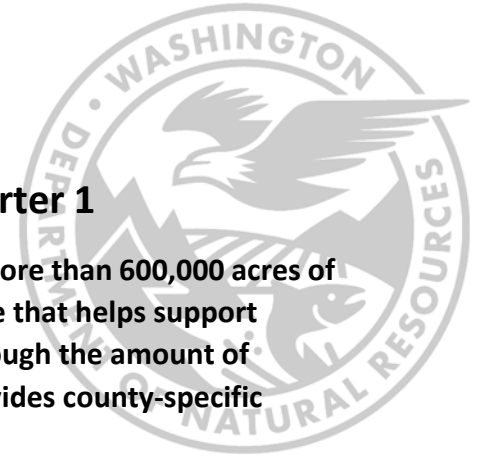 WASHINGTON
DEPARTMENT OF NATURAL RESOURCES
rter 1
ore than 600,000 acres of
e that helps support
ough the amount of
vides county-specific